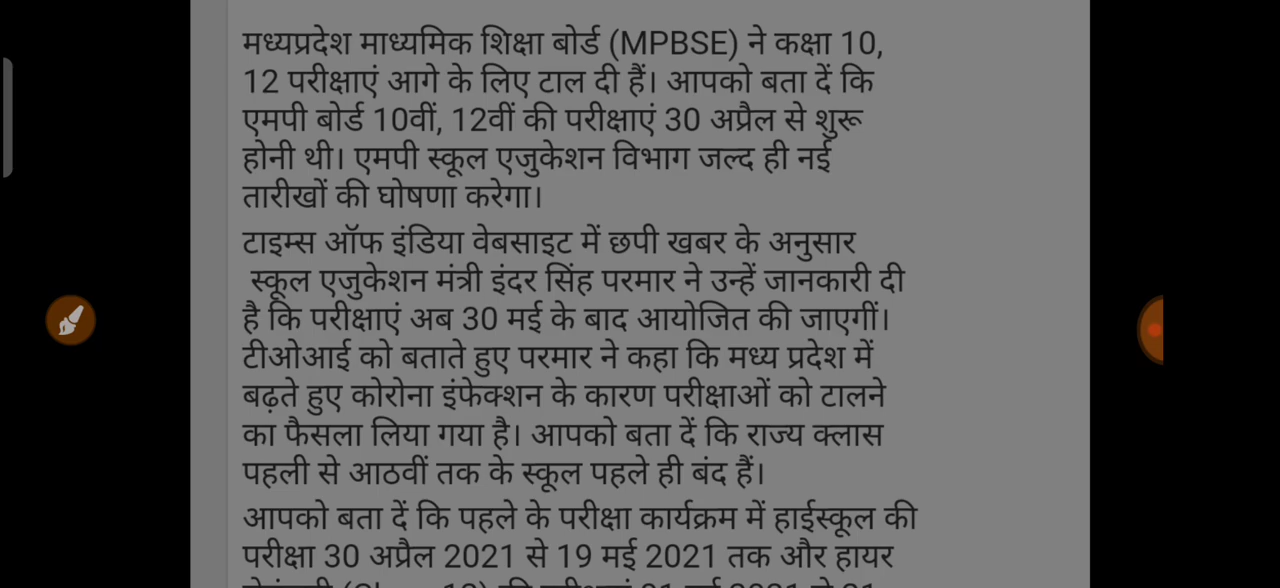 मध्यप्रदेश माध्यमिक शिक्षा बोर्ड (MPBSE) ने कक्षा 10,
12 परीक्षाएं आगे के लिए टाल दी हैं। आपको बता दें कि
एमपी बोर्ड 10वीं, 12वीं की परीक्षाएं 30 अप्रैल से शुरू
होनी थी। एमपी स्कूल एजुकेशन विभाग जल्द ही नई
तारीखों की घोषणा करेगा।
टाइम्स ऑफ इंडिया वेबसाइट में छपी खबर के अनुसार
स्कूल एजुकेशन मंत्री इंदर सिंह परमार ने उन्हें जानकारी दी
है कि परीक्षाएं अब 30 मई के बाद आयोजित की जाएगीं।
टीओआई को बताते हुए परमार ने कहा कि मध्य प्रदेश में
बढ़ते हुए कोरोना इंफेक्शन के कारण परीक्षाओं को टालने
का फैसला लिया गया है। आपको बता दें कि राज्य क्लास
पहली से आठवीं तक के स्कूल पहले ही बंद हैं।
आपको बता दें कि पहले के परीक्षा कार्यक्रम में हाईस्कूल की
परीक्षा 30 अप्रैल 2021 से 19 मई 2021 तक और हायर